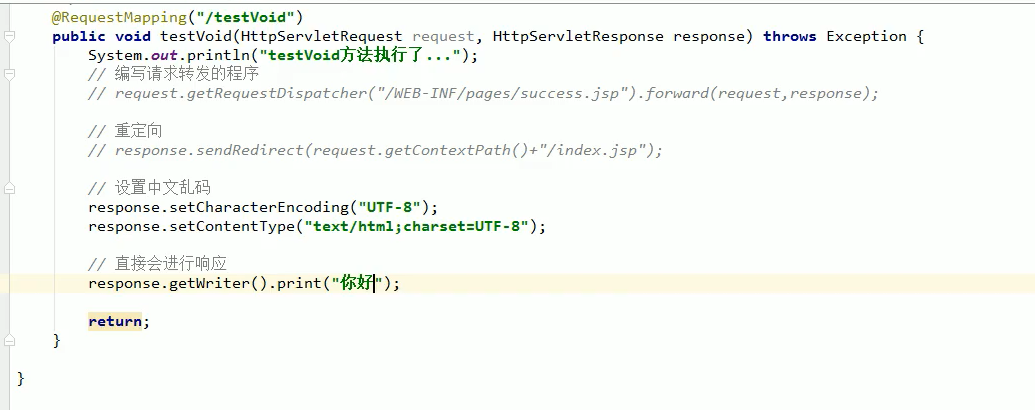 @RequestMapping("/testVoid")
public void testVoid(HttpServletRequest request, HttpServletResponse response) throws Exception {
System.out.println("testVoid方法执行了...");
// 编写请求转发的程序
// request.getRequestDispatcher("/WEB-INF/pages/success.jsp").forward(request,response);
// 重定向
// response.sendRedirect(request.getContextPath()+"/index.jsp");
// 设置中文乱码
response.setCharacterEncoding("UTF-8");
response.setContentType("text/html;charset=UTF-8");
// 直接会进行响应
response.getWriter().print("你好");
return;
}
}